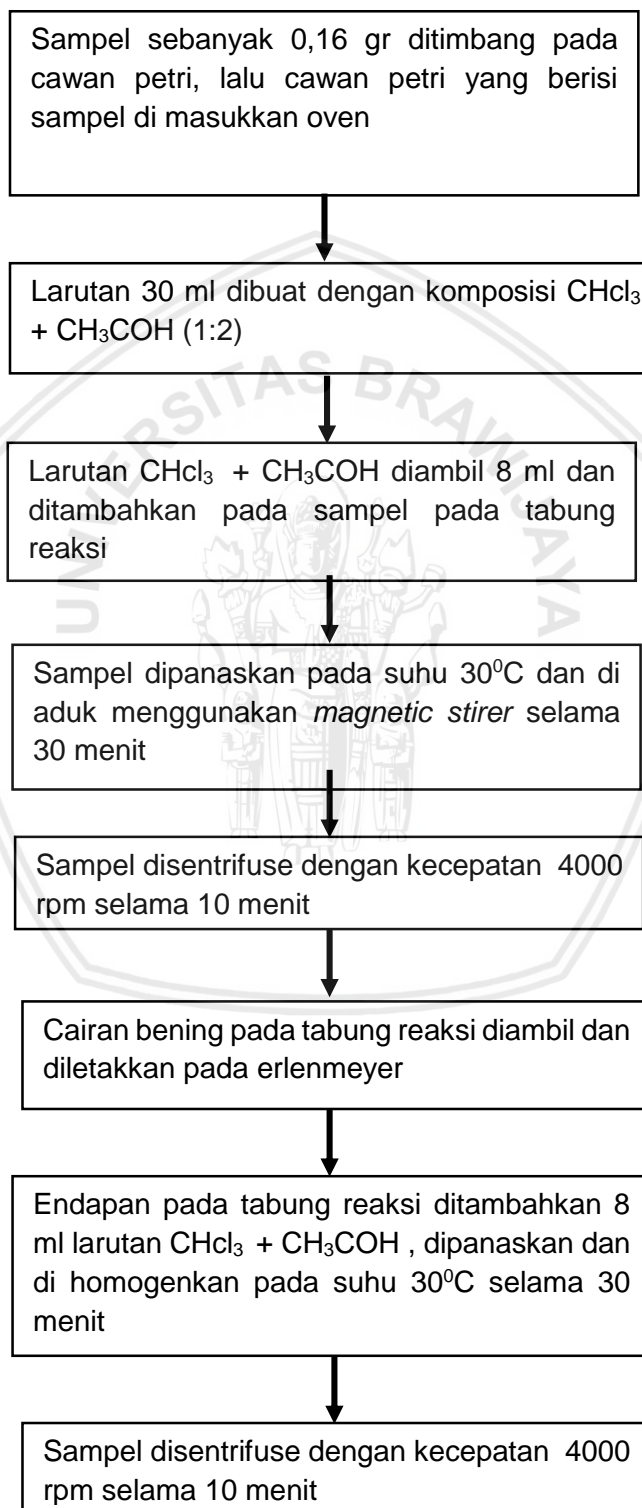 Sampel sebanyak 0,16 gr ditimbang pada
cawan petri, lalu cawan petri yang berisi
sampel di masukkan oven
Larutan 30 ml dibuat dengan komposisi CHcl₃
+ CH₃COH (1:2)
Larutan CHcl₃ + CH₃COH diambil 8 ml dan
ditambahkan pada sampel pada tabung
reaksi
Sampel dipanaskan pada suhu 30⁰C dan di
aduk menggunakan magnetic stirer selama
30 menit
Sampel disentrifuse dengan kecepatan 4000
rpm selama 10 menit
Cairan bening pada tabung reaksi diambil dan
diletakkan pada erlenmeyer
Endapan pada tabung reaksi ditambahkan 8
ml larutan CHcl₃ + CH₃COH , dipanaskan dan
di homogenkan pada suhu 30⁰C selama 30
menit
Sampel disentrifuse dengan kecepatan 4000
rpm selama 10 menit
UNIVERSITAS BRAWIJAYA